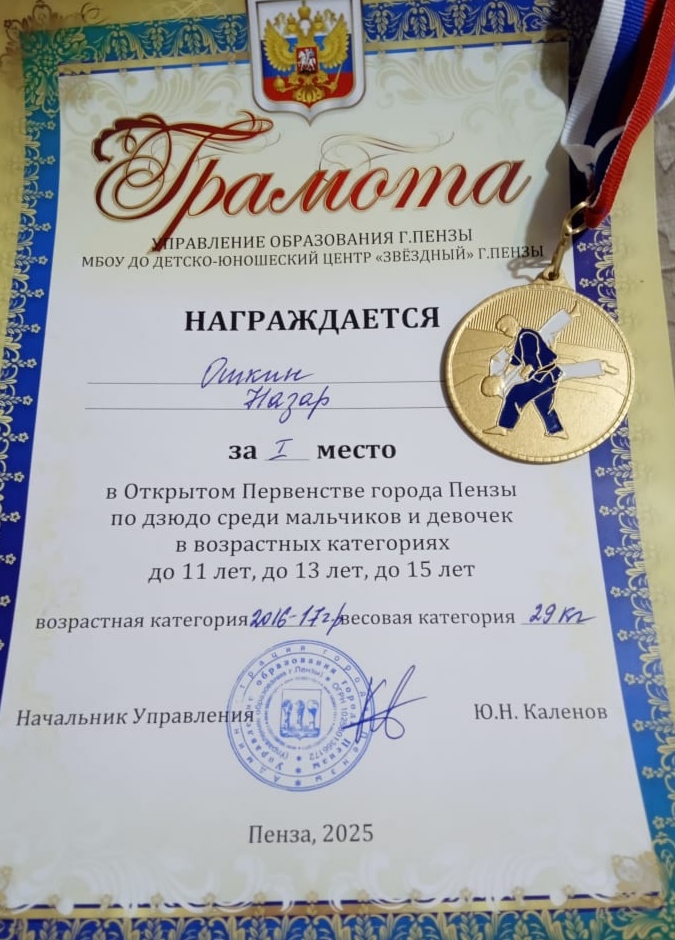 Грамота
УПРАВЛЕНИЕ ОБРАЗОВАНИЯ Г.ПЕНЗЫ
МБОУ ДО ДЕТСКО-ЮНОШЕСКИЙ ЦЕНТР «ЗВЁЗДНЫЙ» Г.ПЕНЗЫ
НАГРАЖДАЕТСЯ
Ошкин
Назар
за I место
в Открытом Первенстве города Пензы
по дзюдо среди мальчиков и девочек
в возрастных категориях
до 11 лет, до 13 лет, до 15 лет
возрастная категория 2016-17г/р весовая категория 29 кг
Начальник Управления Ю.Н. Каленов
Пенза, 2025